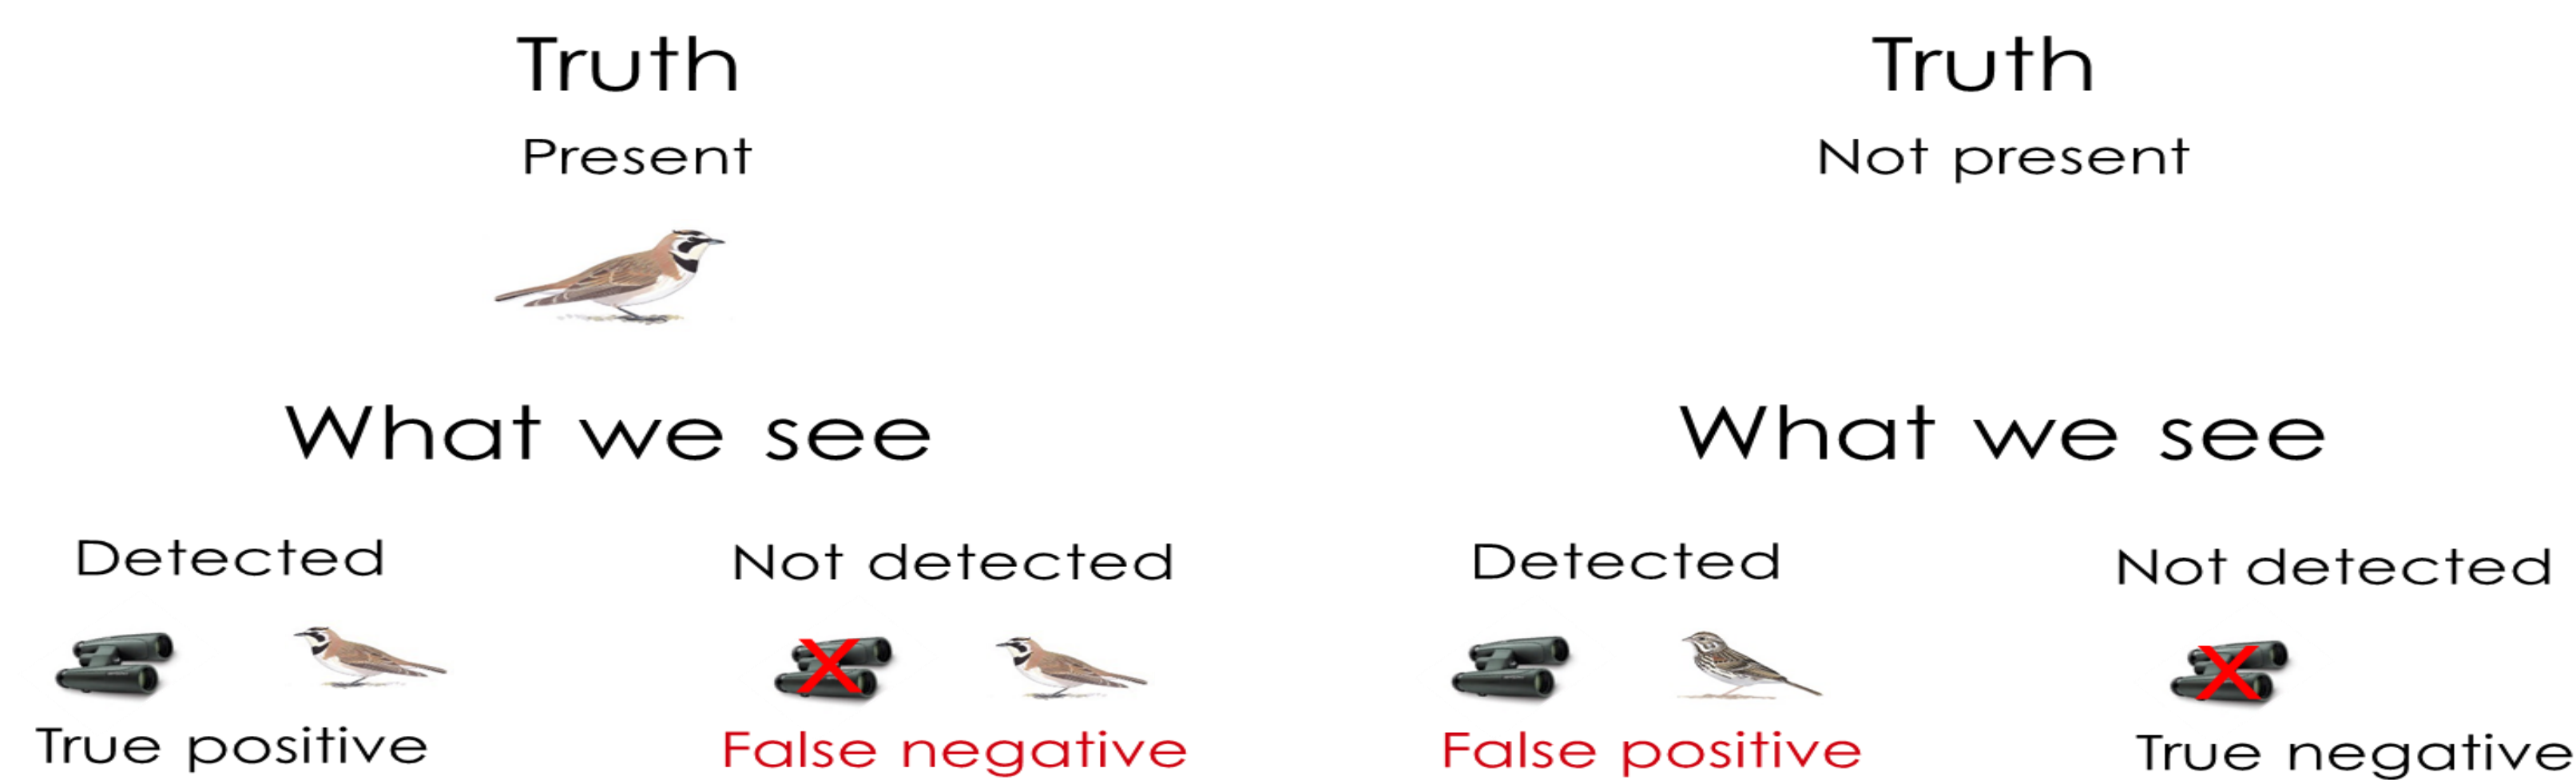 Truth
Present
What we see
Detected
Not detected
True positive
False negative
Truth
Not present
What we see
Detected
Not detected
False positive
True negative